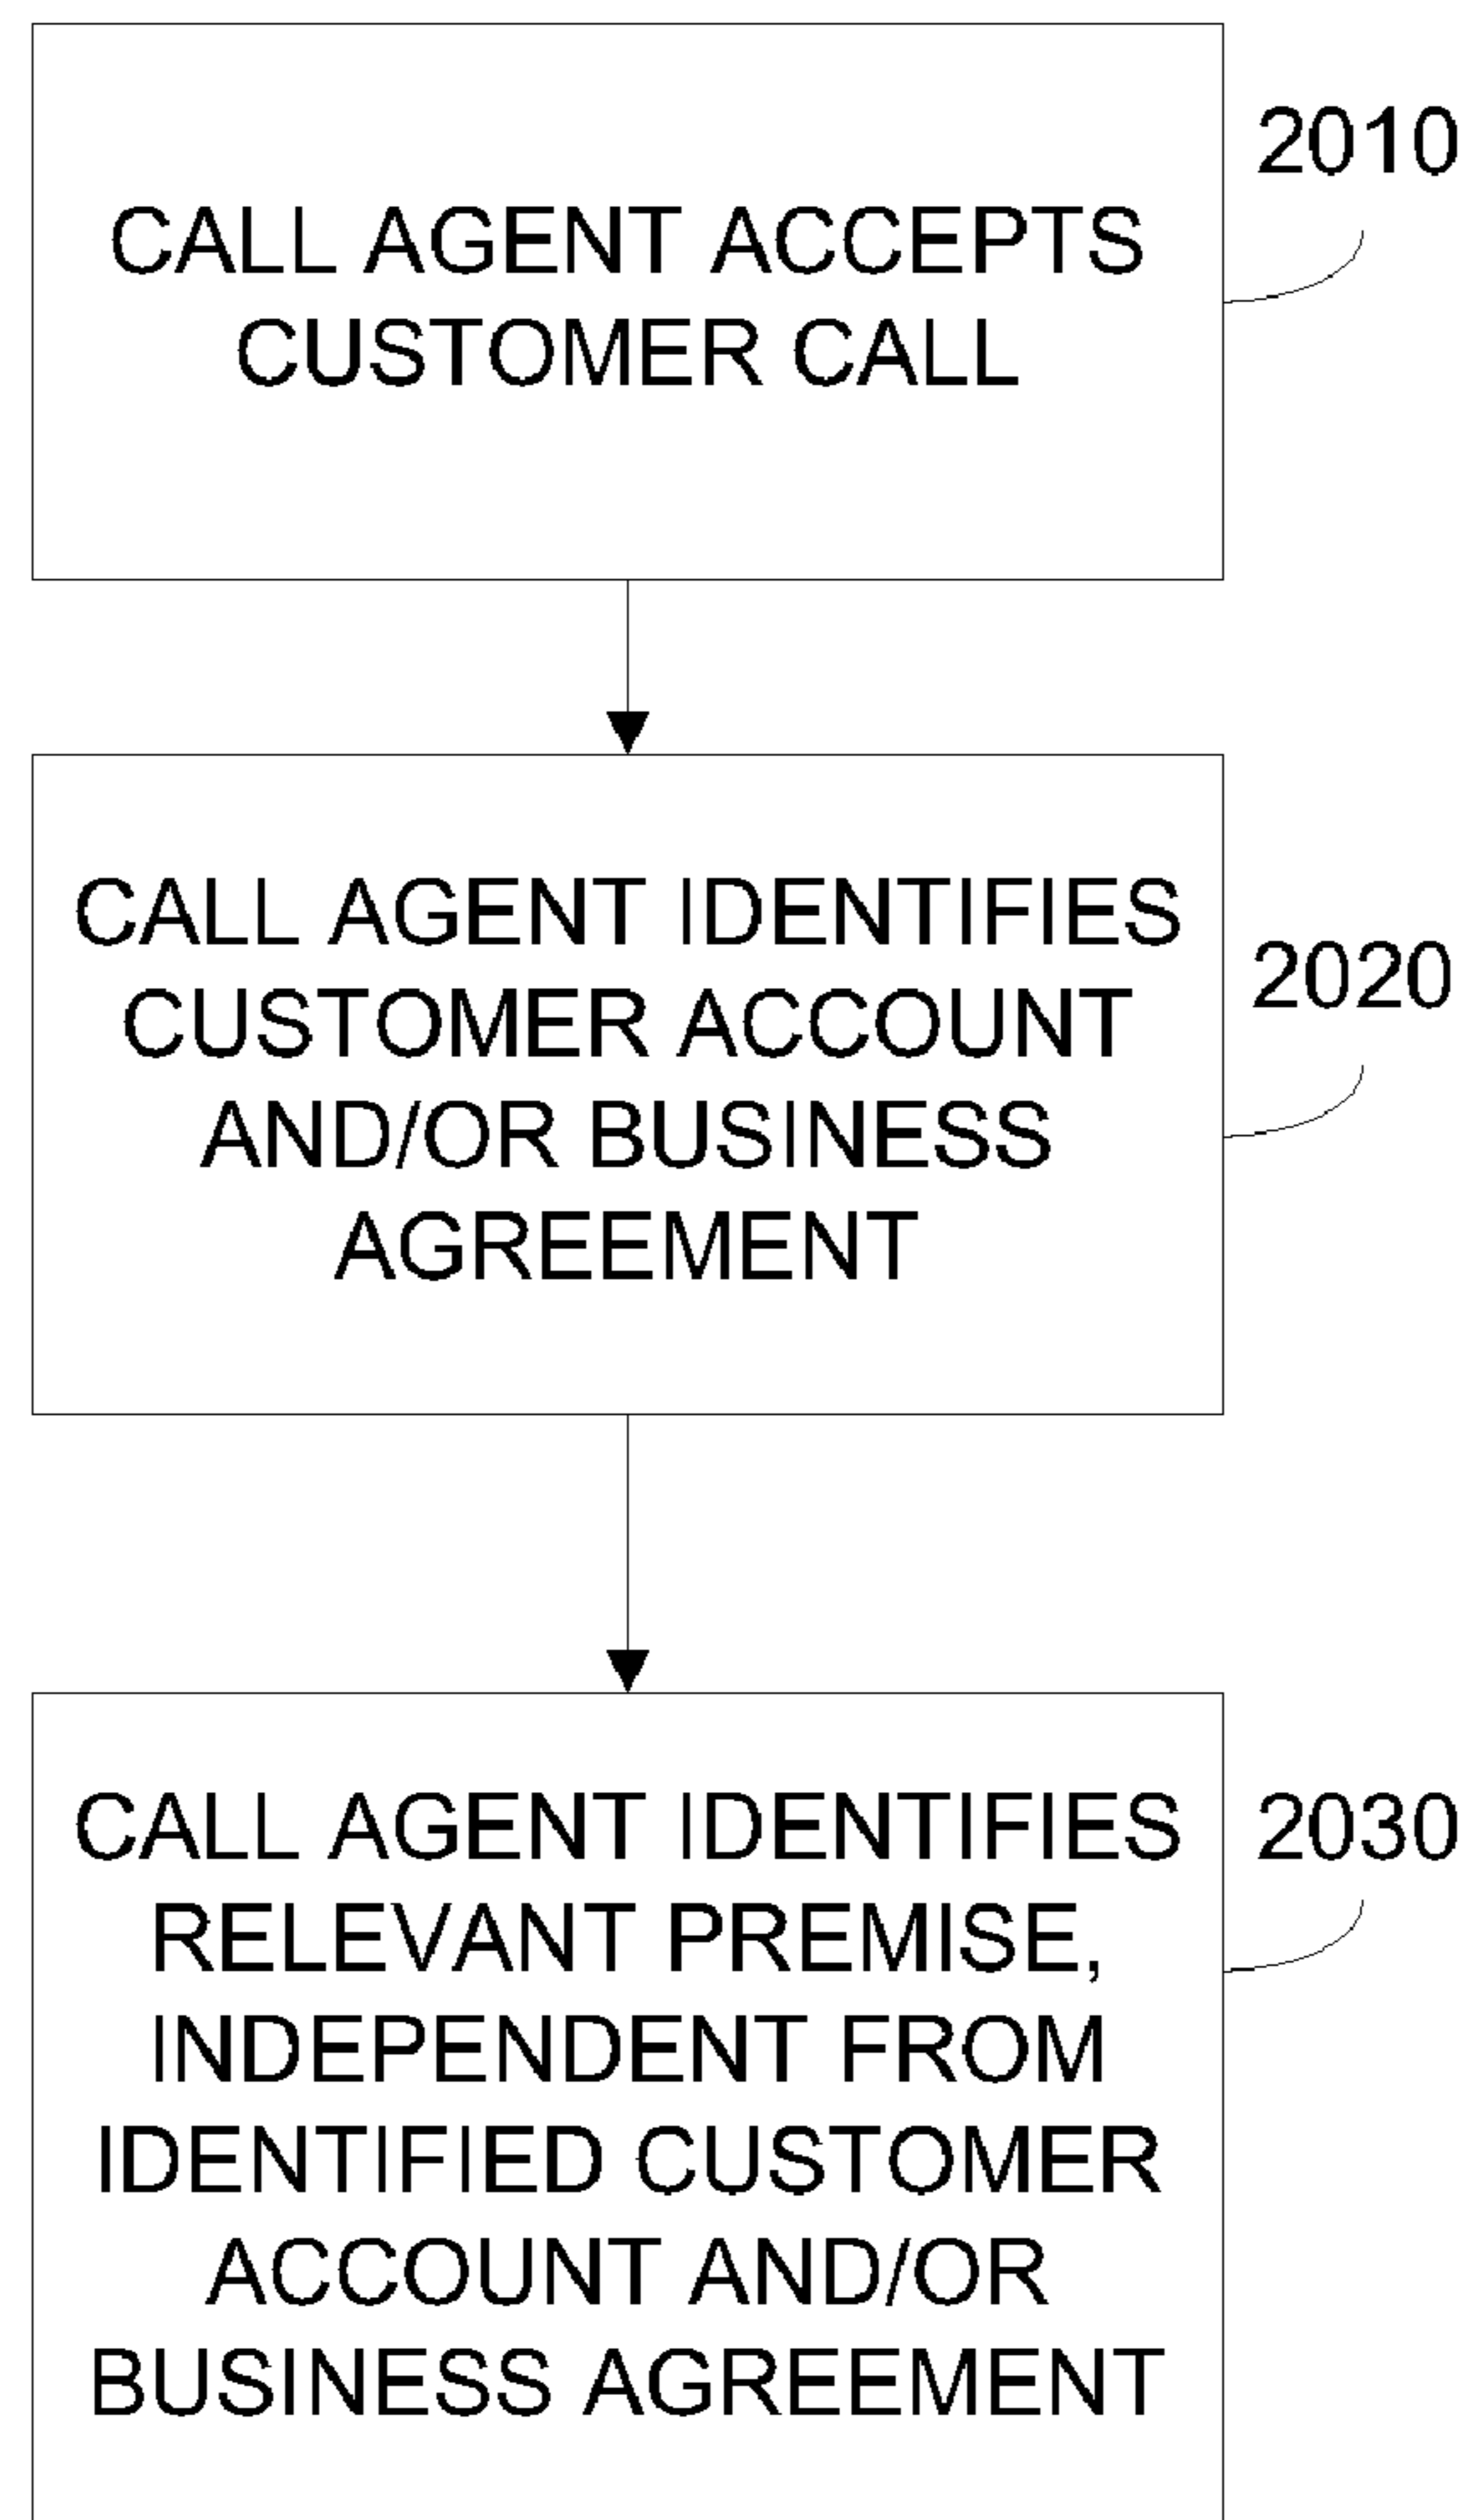 2010
CALL AGENT ACCEPTS
CUSTOMER CALL
CALL AGENT IDENTIFIES
CUSTOMER ACCOUNT
AND/OR BUSINESS
AGREEMENT
2020
CALL AGENT IDENTIFIES
RELEVANT PREMISE,
INDEPENDENT FROM
IDENTIFIED CUSTOMER
ACCOUNT AND/OR
BUSINESS AGREEMENT
2030